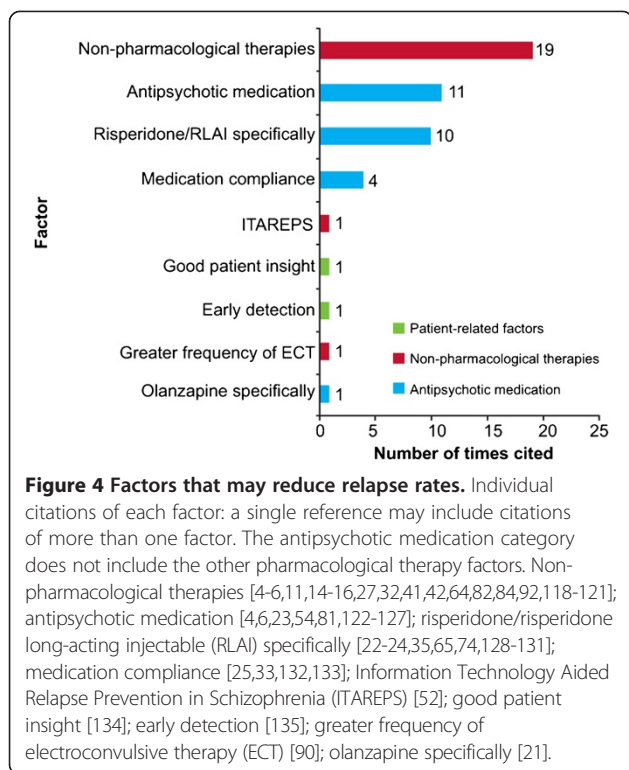 Non-pharmacological therapies 19
Antipsychotic medication 11
Risperidone/RLAI specifically 10
Medication compliance 4
ITAREPS 1
Good patient insight 1
Early detection 1
Greater frequency of ECT 1
Olanzapine specifically 1
Factor
Patient-related factors
Non-pharmacological therapies
Antipsychotic medication
0 5 10 15 20 25
Number of times cited
Figure 4 Factors that may reduce relapse rates. Individual
citations of each factor: a single reference may include citations
of more than one factor. The antipsychotic medication category
does not include the other pharmacological therapy factors. Non-
pharmacological therapies [4-6,11,14-16,27,32,41,42,64,82,84,92,118-121];
antipsychotic medication [4,6,23,54,81,122-127]; risperidone/risperidone
long-acting injectable (RLAI) specifically [22-24,35,65,74,128-131];
medication compliance [25,33,132,133]; Information Technology Aided
Relapse Prevention in Schizophrenia (ITAREPS) [52]; good patient
insight [134]; early detection [135]; greater frequency of
electroconvulsive therapy (ECT) [90]; olanzapine specifically [21].